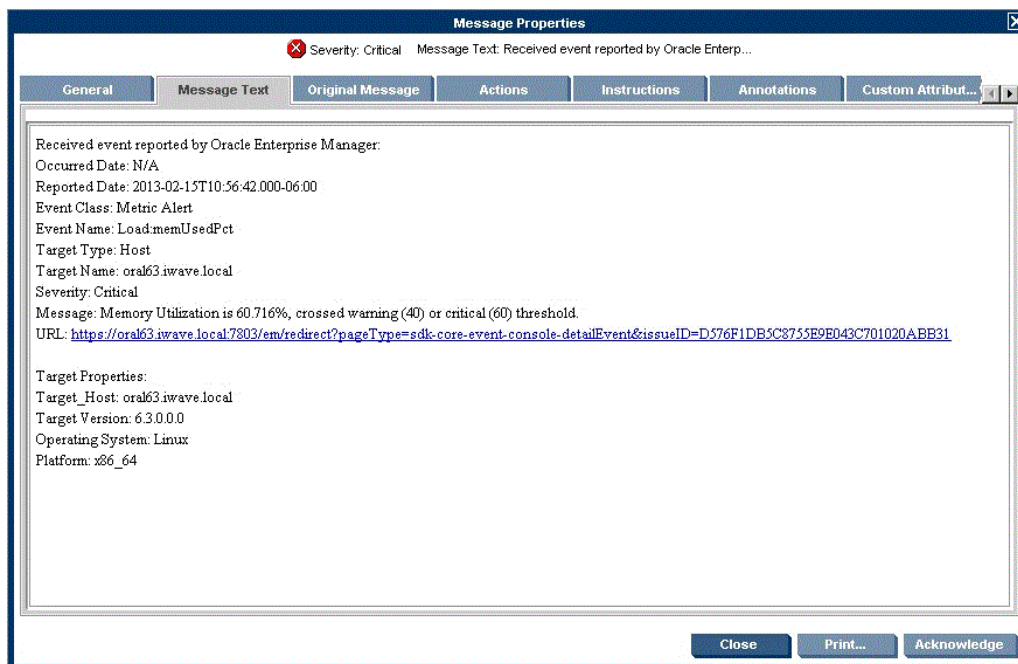 Message Properties
Severity: Critical Message Text: Received event reported by Oracle Enterp...
General Message Text Original Message Actions Instructions Annotations Custom Attribut...
Received event reported by Oracle Enterprise Manager:
Occurred Date: N/A
Reported Date: 2013-02-15T10:56:42.000-06:00
Event Class: Metric Alert
Event Name: Load:memUsedPct
Target Type: Host
Target Name: oral63.iwave.local
Severity: Critical
Message: Memory Utilization is 60.716%, crossed warning (40) or critical (60) threshold.
URL: https://oral63.iwave.local:7803/em/redirect?pageType=sdk-core-event-console-detailEvent&issueID=D576F1DB5C8755E9E043C701020ABB31
Target Properties:
Target_Host: oral63.iwave.local
Target Version: 6.3.0.0.0
Operating System: Linux
Platform: x86_64
Close Print... Acknowledge